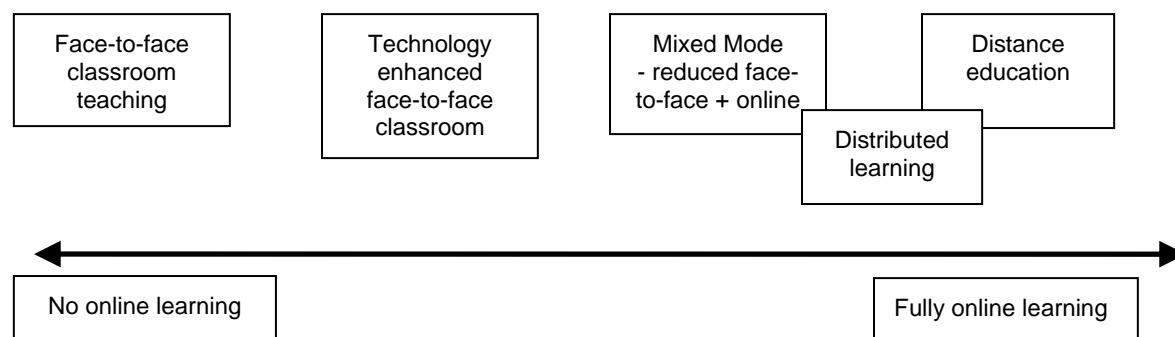 Face-to-face
classroom
teaching
Technology
enhanced
face-to-face
classroom
Mixed Mode
- reduced face-
to-face + online
Distance
education
Distributed
learning
No online learning
Fully online learning